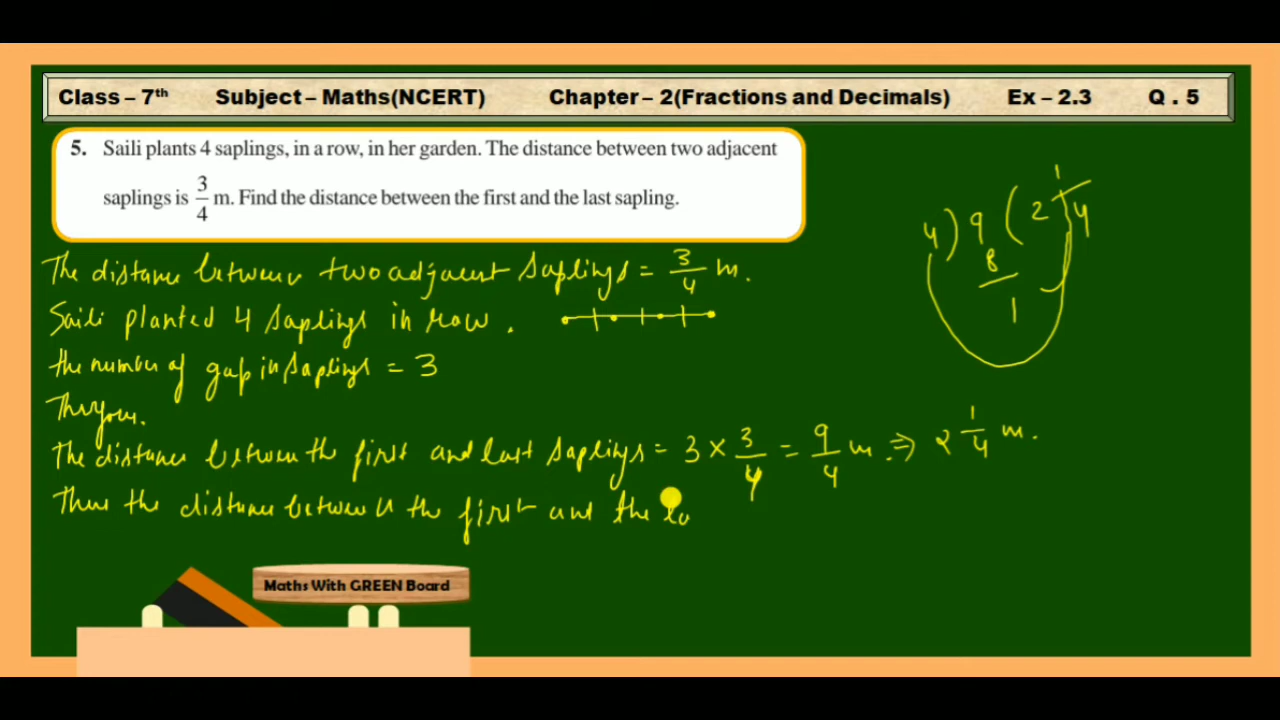 Class – 7th Subject – Maths(NCERT) Chapter – 2(Fractions and Decimals) Ex – 2.3 Q . 5
5. Saili plants 4 saplings, in a row, in her garden. The distance between two adjacent
saplings is 3/4 m. Find the distance between the first and the last sapling.
4 ) 9 ( 2 1/4
8
1
The distance between two adjacent saplings = 3/4 m.
Saili planted 4 saplings in row .
the number of gap in saplings = 3
The distance between the first and last saplings = 3 × 3/4 = 9/4 m. ⇒ 2 1/4 m.
Thus the distance between the first and the la
Maths With GREEN Board